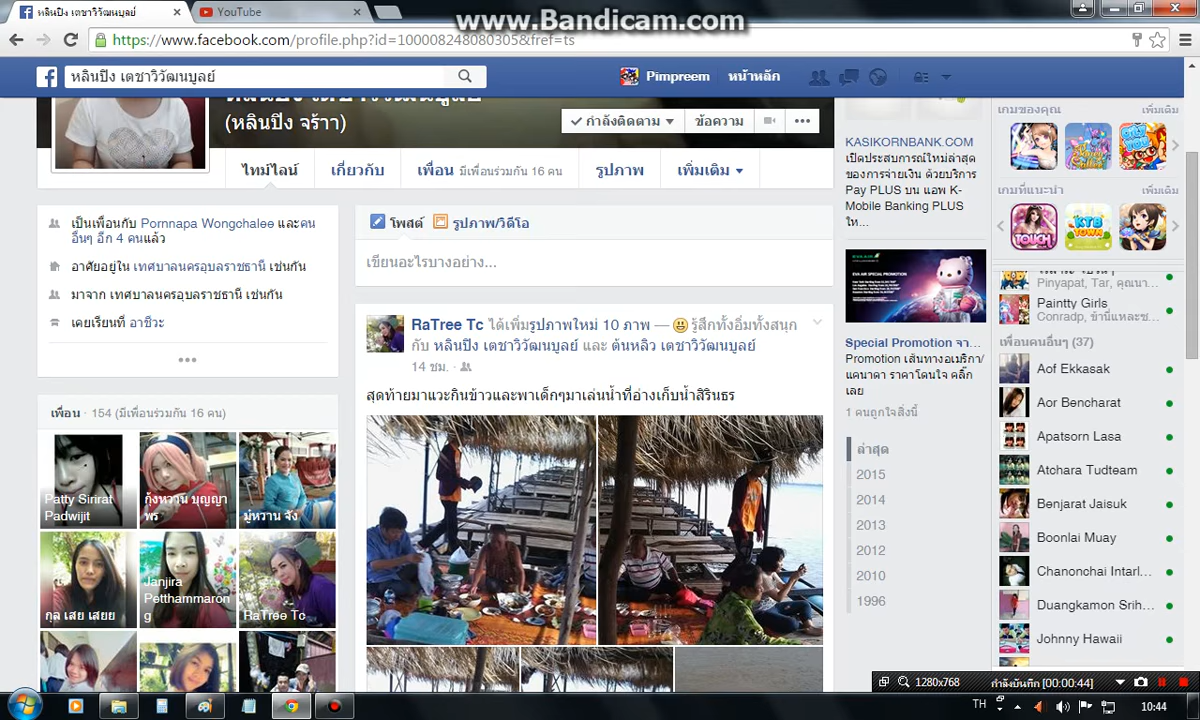 หลินปิง เตชาวิวัฒนบูลย์
YouTube
www.Bandicam.com
https://www.facebook.com/profile.php?id=100008248080305&fref=ts
หลินปิง เตชาวิวัฒนบูลย์
Pimpreem
หน้าหลัก
(หลินปิง จร้าา)
กำลังติดตาม
ข้อความ
ไทม์ไลน์
เกี่ยวกับ
เพื่อน มีเพื่อนร่วมกัน 16 คน
รูปภาพ
เพิ่มเติม
เป็นเพื่อนกับ Pornnapa Wongchalee และคน
อื่นๆ อีก 4 คนแล้ว
อาศัยอยู่ใน เทศบาลนครอุบลราชธานี เช่นกัน
มาจาก เทศบาลนครอุบลราชธานี เช่นกัน
เคยเรียนที่ อาชีวะ
เพื่อน · 154 (มีเพื่อนร่วมกัน 16 คน)
Patty Sirirat
Padwijit
กุ้งหวาน บุญญา
พร
มู๋หวาน จัง
กล เสย เสยย
Janjira
Petthammaron
g
RaTree Tc
โพสต์
รูปภาพ/วิดีโอ
เขียนอะไรบางอย่าง...
RaTree Tc ได้เพิ่มรูปภาพใหม่ 10 ภาพ — รู้สึกทั้งอิ่มทั้งสนุก
กับ หลินปิง เตชาวิวัฒนบูลย์ และ ต้นหลิว เตชาวิวัฒนบูลย์
14 ชม. ·
สุดท้ายมาแวะกินข้าวและพาเด็กๆมาเล่นน้ำที่อ่างเก็บน้ำสิรินธร
KASIKORNBANK.COM
เปิดประสบการณ์ใหม่ล่าสุด
ของการจ่ายเงิน ด้วยบริการ
Pay PLUS บน แอพ K-
Mobile Banking PLUS
ให้...
Special Promotion จา...
Promotion เส้นทางอเมริกา/
แคนาดา ราคาโดนใจ คลิ๊ก
เลย
1 คนถูกใจสิ่งนี้
ล่าสุด
2015
2014
2013
2012
2010
1996
เกมของคุณ
เพิ่มเติม
เกมที่แนะนำ
เพิ่มเติม
TOUCH
KTB
TOWN
Pinyapat, Tar, คุณนา...
Paintty Girls
Conradp, ข้านี่แหละซ...
เพื่อนคนอื่นๆ (37)
Aof Ekkasak
Aor Bencharat
Apatsorn Lasa
Atohara Tudteam
Benjarat Jaisuk
Boonlai Muay
Chanonchai Intarl...
Duangkamon Srih...
Johnny Hawaii
1280x768
กำลังบันทึก [00:00:44]
TH
10:44